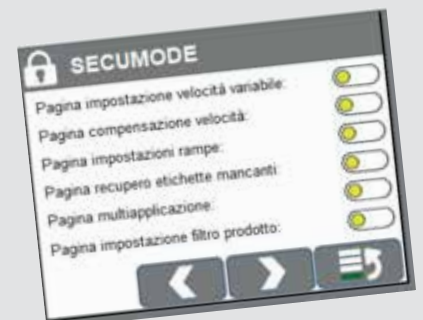 SECUMODE
Pagina impostazione velocità variabile:
Pagina compensazione velocità:
Pagina impostazioni rampe:
Pagina recupero etichette mancanti:
Pagina multiapplicazione:
Pagina impostazione filtro prodotto: